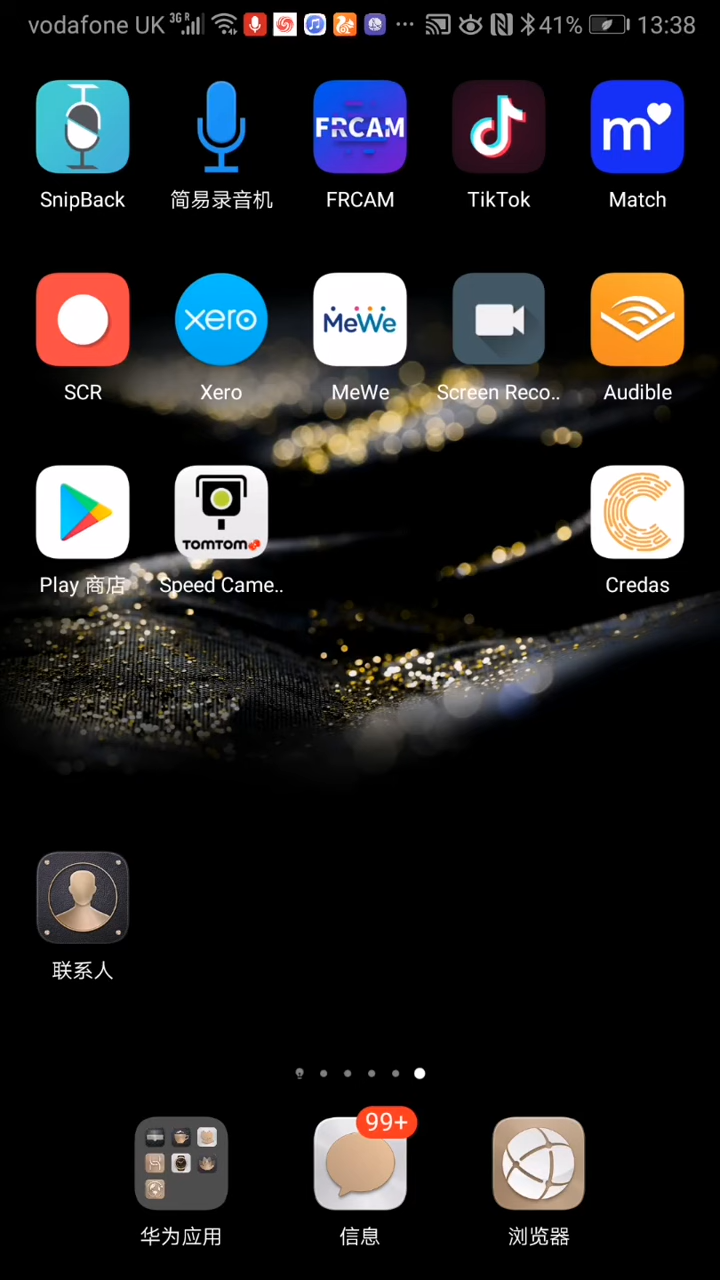 vodafone UK 3G R 41% 13:38
FRCAM
m
SnipBack 简易录音机 FRCAM TikTok Match
xero MeWe
SCR Xero MeWe Screen Reco.. Audible
TOMTOM
Play 商店 Speed Came.. Credas
联系人
99+
华为应用 信息 浏览器